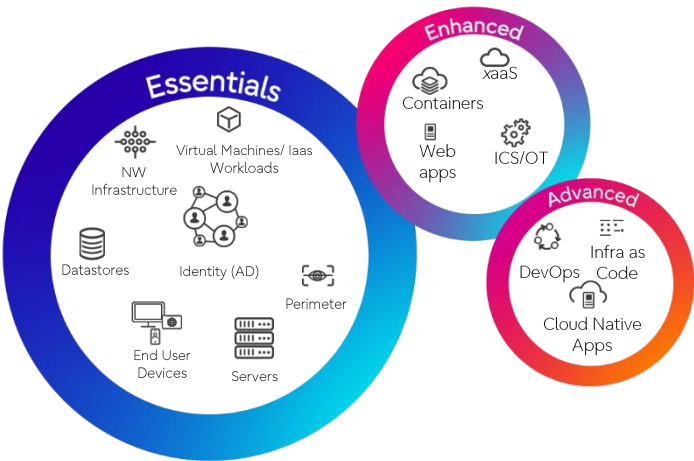 Essentials
Virtual Machines/ Iaas
Workloads
NW
Infrastructure
Datastores
Identity (AD)
Perimeter
End User
Devices
Servers
Enhanced
xaaS
Containers
Web
apps
ICS/OT
Advanced
DevOps
Infra as
Code
Cloud Native
Apps